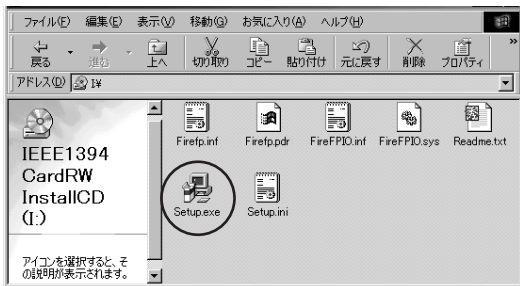 ファイル(F) 編集(E) 表示(V) 移動(G) お気に入り(A) ヘルプ(H)
戻る 進む 上へ 切り取り コピー 貼り付け 元に戻す 削除 プロパティ »
アドレス(D) I:¥
IEEE1394
CardRW
InstallCD
(I:)
アイコンを選択すると、そ
の説明が表示されます。
Firefp.inf Firefp.pdr FireFPIO.inf FireFPIO.sys Readme.txt
Setup.exe Setup.ini